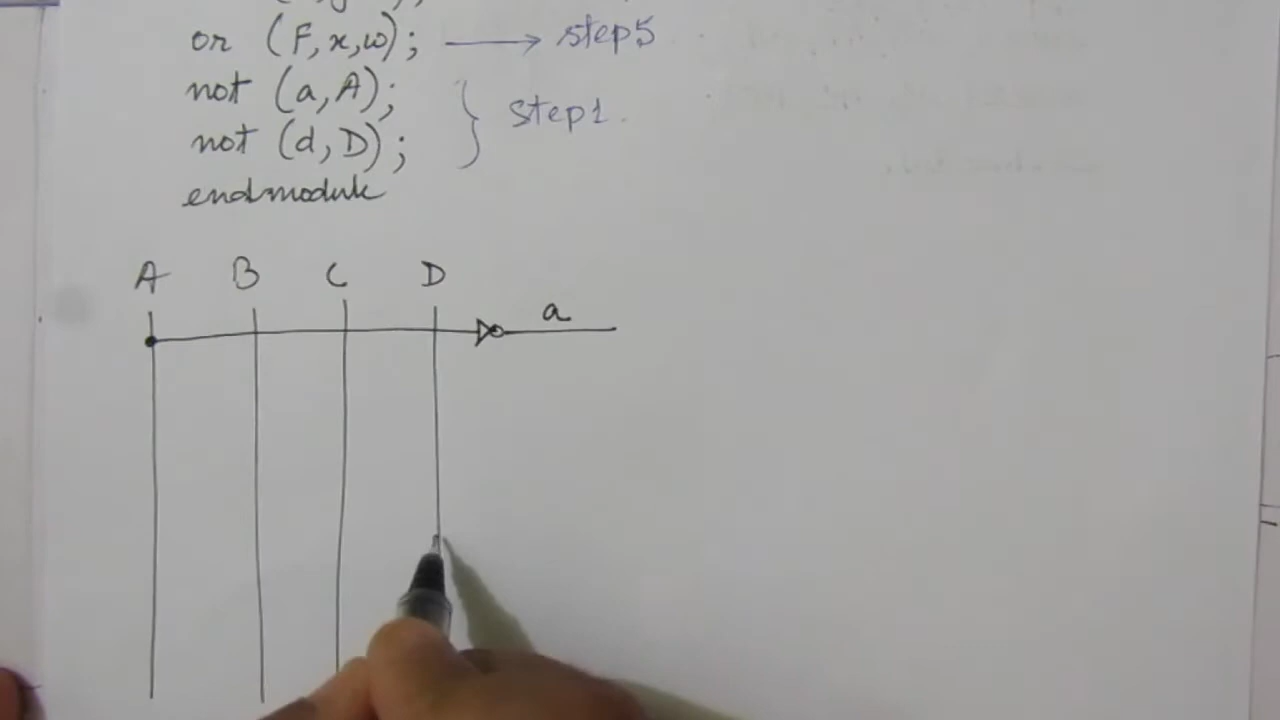 or (F,x,w); ⟶ step5
not (a,A);
not (d,D); } step1.
endmodule
A B C D
a